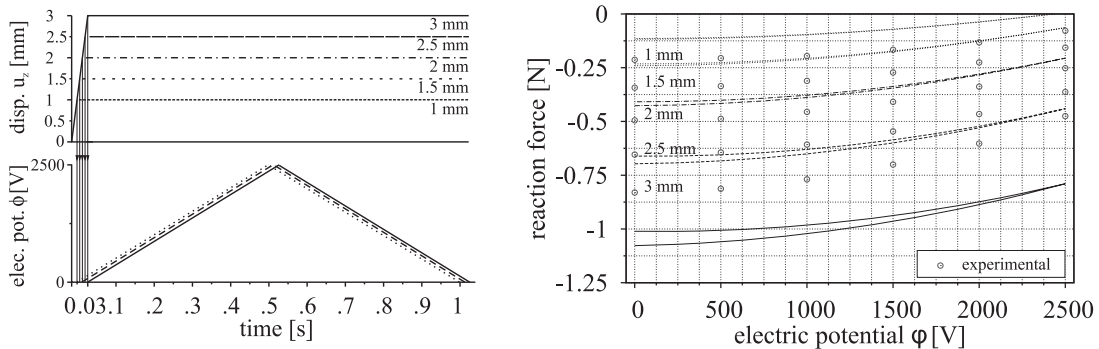 disp. u_z [mm]
3
2.5
2
1.5
1
0.5
0
3 mm
2.5 mm
2 mm
1.5 mm
1 mm
elec. pot. ϕ [V]
2500
0
0 0.03 .1 .2 .3 .4 .5 .6 .7 .8 .9 1
time [s]
reaction force [N]
0
-0.25
-0.5
-0.75
-1
-1.25
1 mm
1.5 mm
2 mm
2.5 mm
3 mm
experimental
0 500 1000 1500 2000 2500
electric potential φ [V]